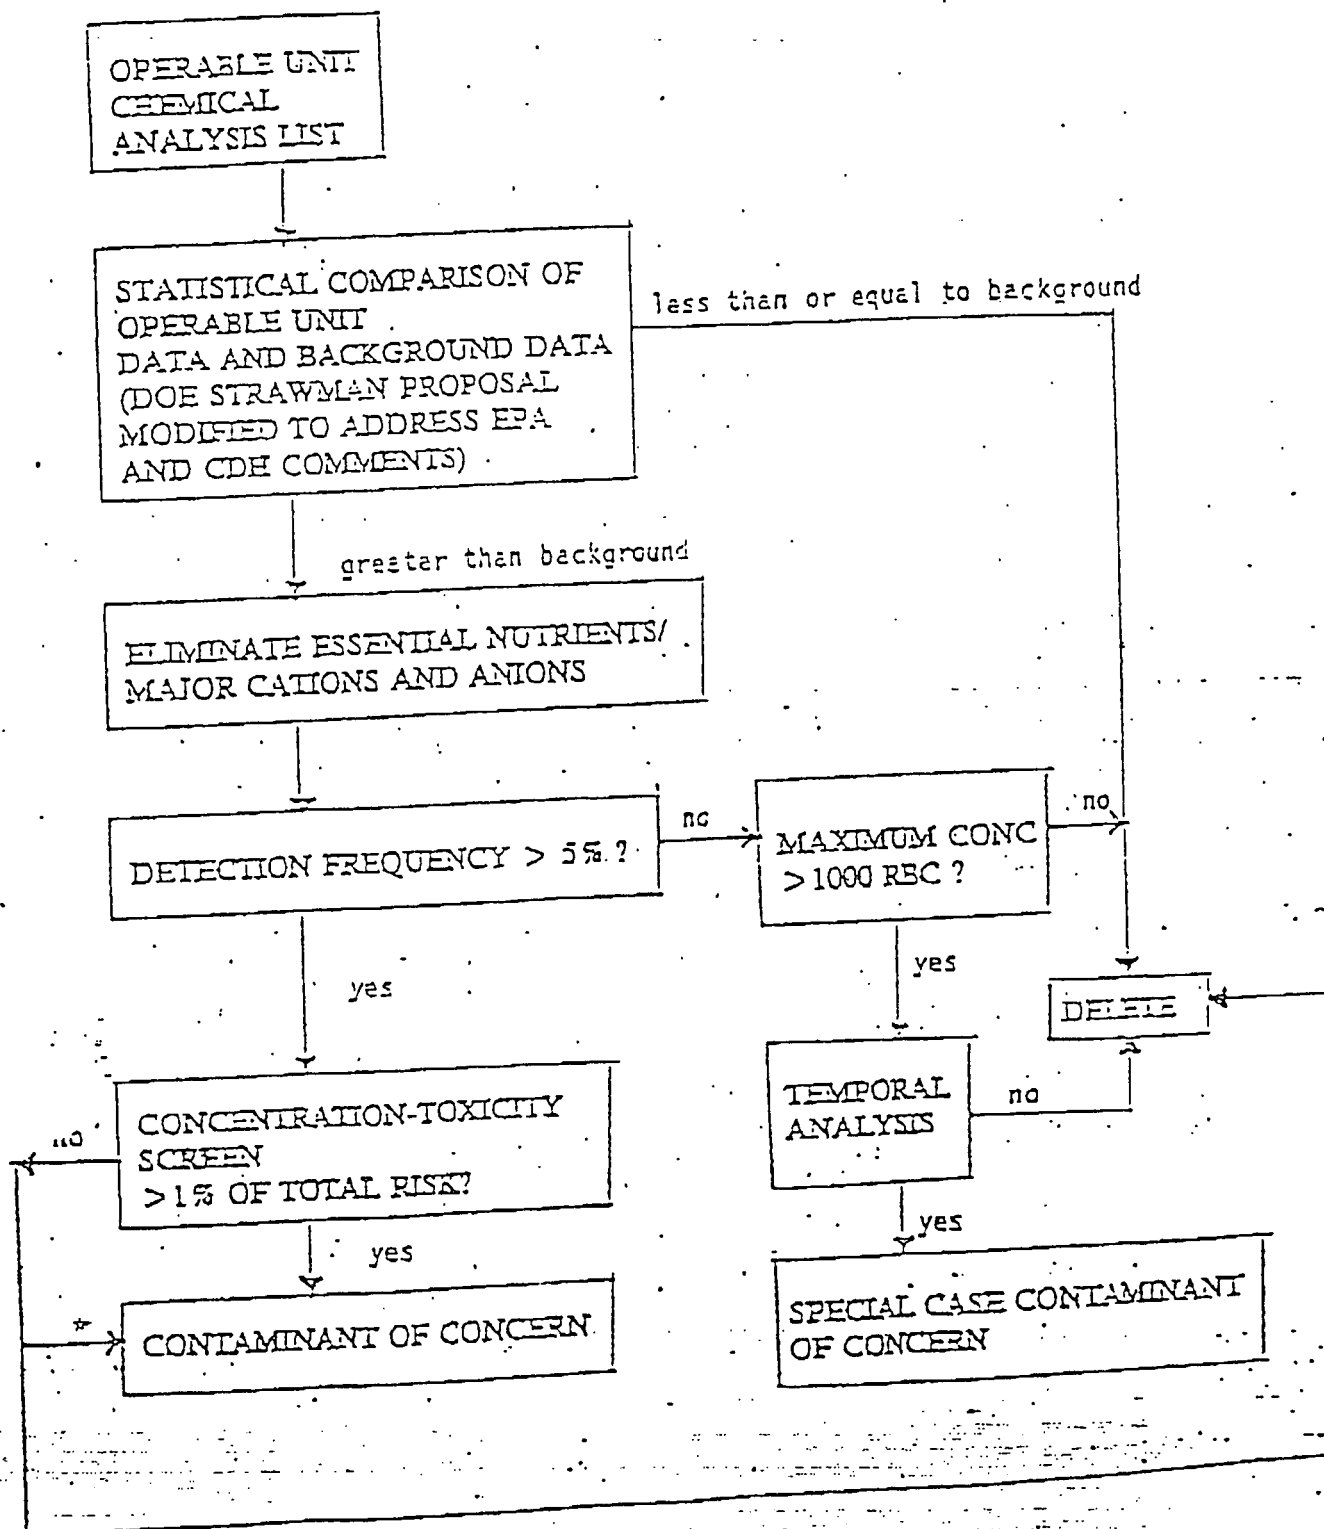 OPERABLE UNIT
CHEMICAL
ANALYSIS LIST
STATISTICAL COMPARISON OF
OPERABLE UNIT
DATA AND BACKGROUND DATA
(DOE STRAWMAN PROPOSAL
MODIFIED TO ADDRESS EPA
AND CDH COMMENTS)
less than or equal to background
greater than background
ELIMINATE ESSENTIAL NUTRIENTS/
MAJOR CATIONS AND ANIONS
DETECTION FREQUENCY > 5% ?
no
MAXIMUM CONC
> 1000 RBC ?
no
yes
yes
DELETE
TEMPORAL
ANALYSIS
no
CONCENTRATION-TOXICITY
SCREEN
> 1% OF TOTAL RISK?
no
yes
yes
*
CONTAMINANT OF CONCERN
SPECIAL CASE CONTAMINANT
OF CONCERN